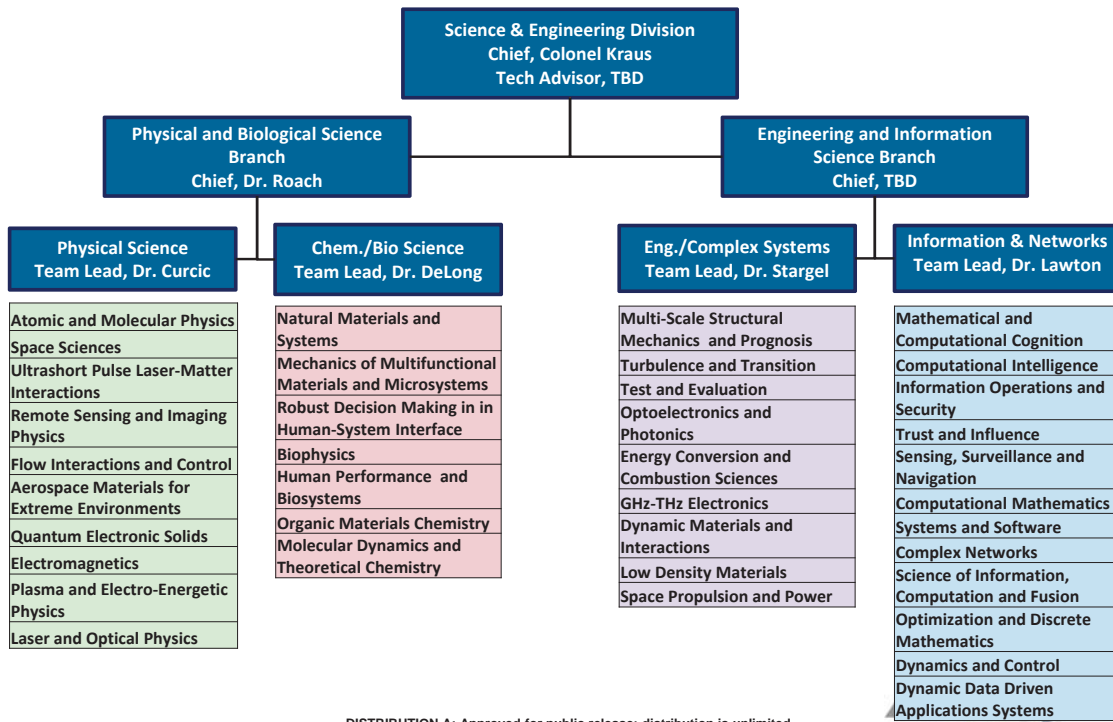 Science & Engineering Division
Chief, Colonel Kraus
Tech Advisor, TBD
Physical and Biological Science
Branch
Chief, Dr. Roach
Engineering and Information
Science Branch
Chief, TBD
Physical Science
Team Lead, Dr. Curcic
Chem./Bio Science
Team Lead, Dr. DeLong
Eng./Complex Systems
Team Lead, Dr. Stargel
Information & Networks
Team Lead, Dr. Lawton
Atomic and Molecular Physics
Space Sciences
Ultrashort Pulse Laser-Matter
Interactions
Remote Sensing and Imaging
Physics
Flow Interactions and Control
Aerospace Materials for
Extreme Environments
Quantum Electronic Solids
Electromagnetics
Plasma and Electro-Energetic
Physics
Laser and Optical Physics
Natural Materials and
Systems
Mechanics of Multifunctional
Materials and Microsystems
Robust Decision Making in in
Human-System Interface
Biophysics
Human Performance and
Biosystems
Organic Materials Chemistry
Molecular Dynamics and
Theoretical Chemistry
Multi-Scale Structural
Mechanics and Prognosis
Turbulence and Transition
Test and Evaluation
Optoelectronics and
Photonics
Energy Conversion and
Combustion Sciences
GHz-THz Electronics
Dynamic Materials and
Interactions
Low Density Materials
Space Propulsion and Power
Mathematical and
Computational Cognition
Computational Intelligence
Information Operations and
Security
Trust and Influence
Sensing, Surveillance and
Navigation
Computational Mathematics
Systems and Software
Complex Networks
Science of Information,
Computation and Fusion
Optimization and Discrete
Mathematics
Dynamics and Control
Dynamic Data Driven
Applications Systems
DISTRIBUTION A: Approved for public release; distribution is unlimited